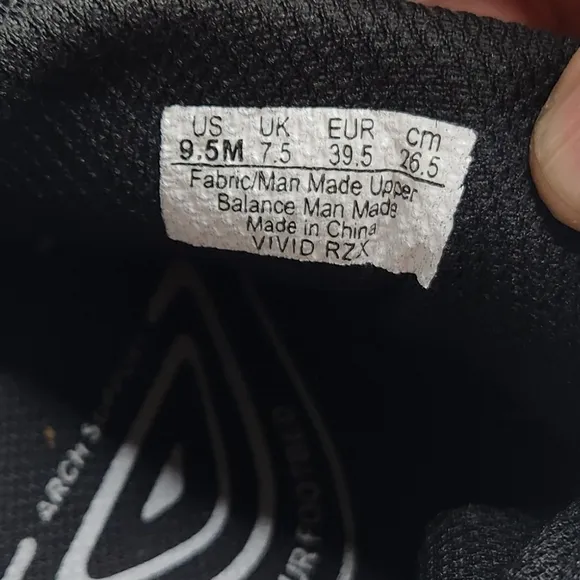 US UK EUR cm
9.5M 7.5 39.5 26.5
Fabric/Man Made Upper
Balance Man Made
Made in China
VIVID RZX
ARCH